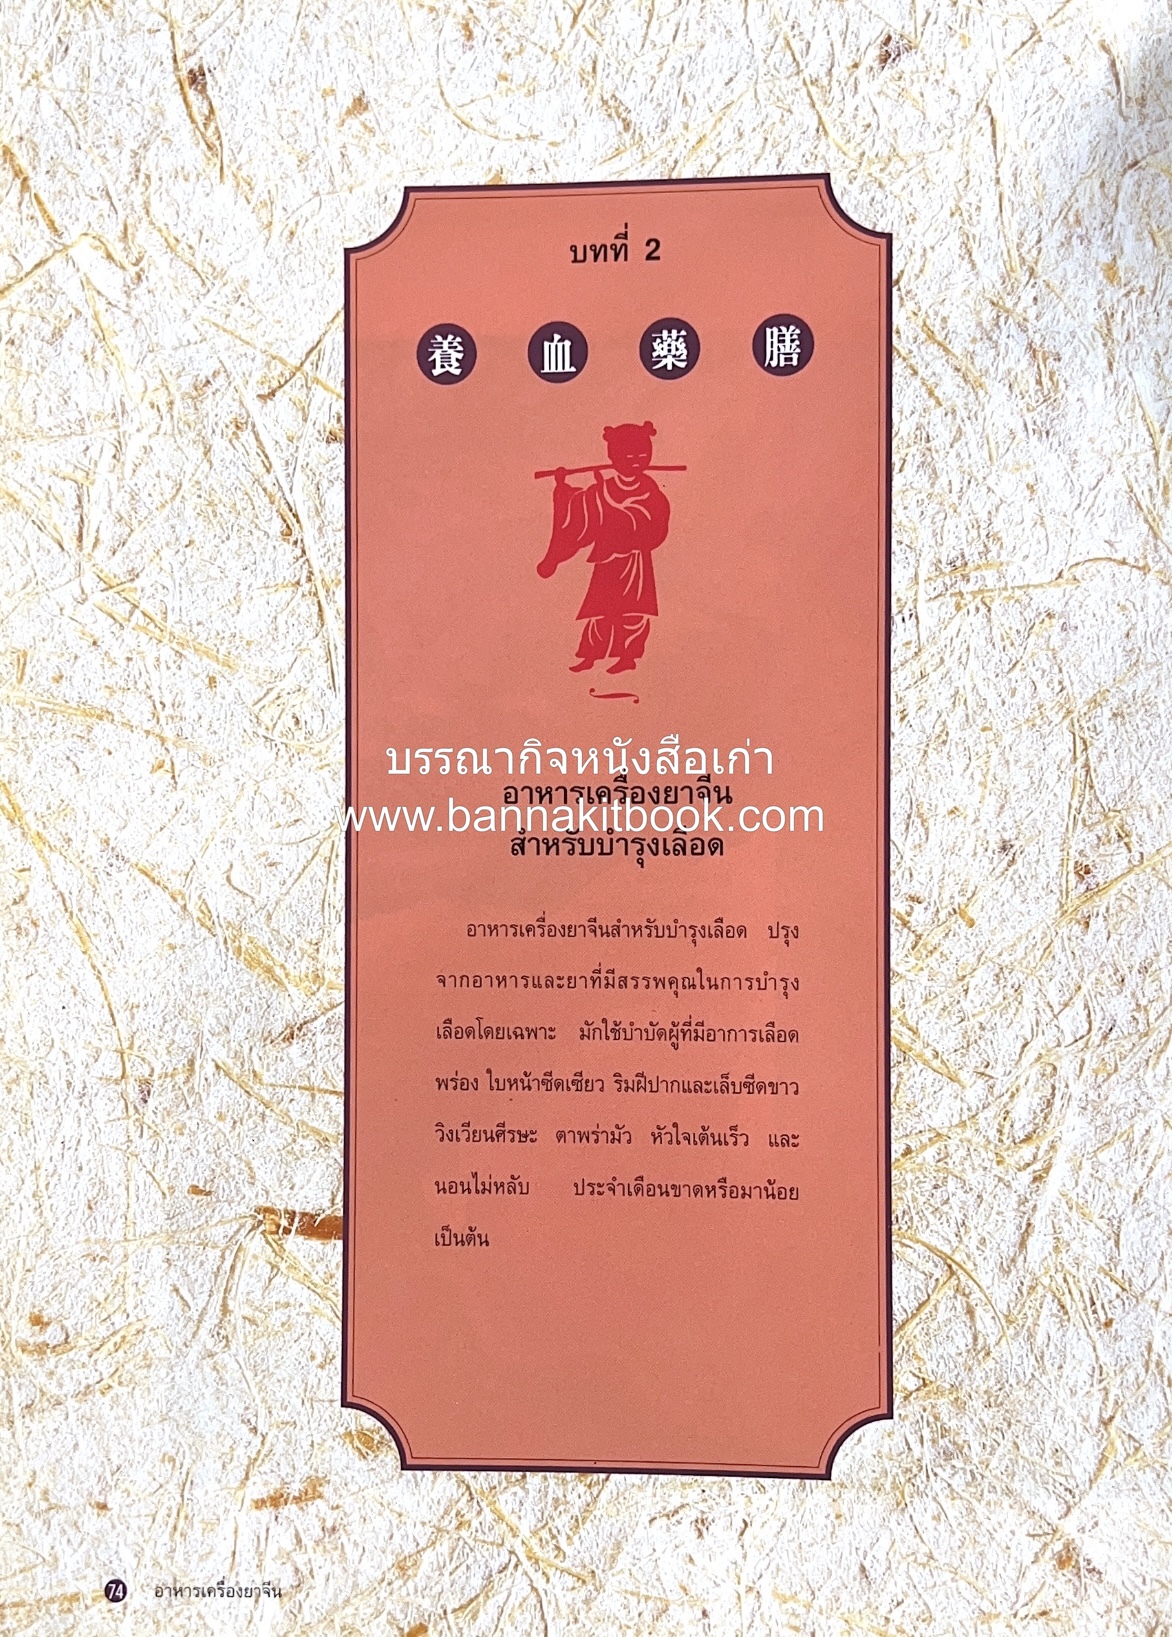 บทที่ 2
養血藥膳
บรรณากิจหนังสือเก่า
อาหารเครื่องยาจีน
www.bannakitbook.com
สำหรับบำรุงเลือด
อาหารเครื่องยาจีนสำหรับบำรุงเลือด ปรุง
จากอาหารและยาที่มีสรรพคุณในการบำรุง
เลือดโดยเฉพาะ มักใช้บำบัดผู้ที่มีอาการเลือด
พร่อง ใบหน้าซีดเซียว ริมฝีปากและเล็บซีดขาว
วิงเวียนศีรษะ ตาพร่ามัว หัวใจเต้นเร็ว และ
นอนไม่หลับ ประจำเดือนขาดหรือมาน้อย
เป็นต้น
74 อาหารเครื่องยาจีน